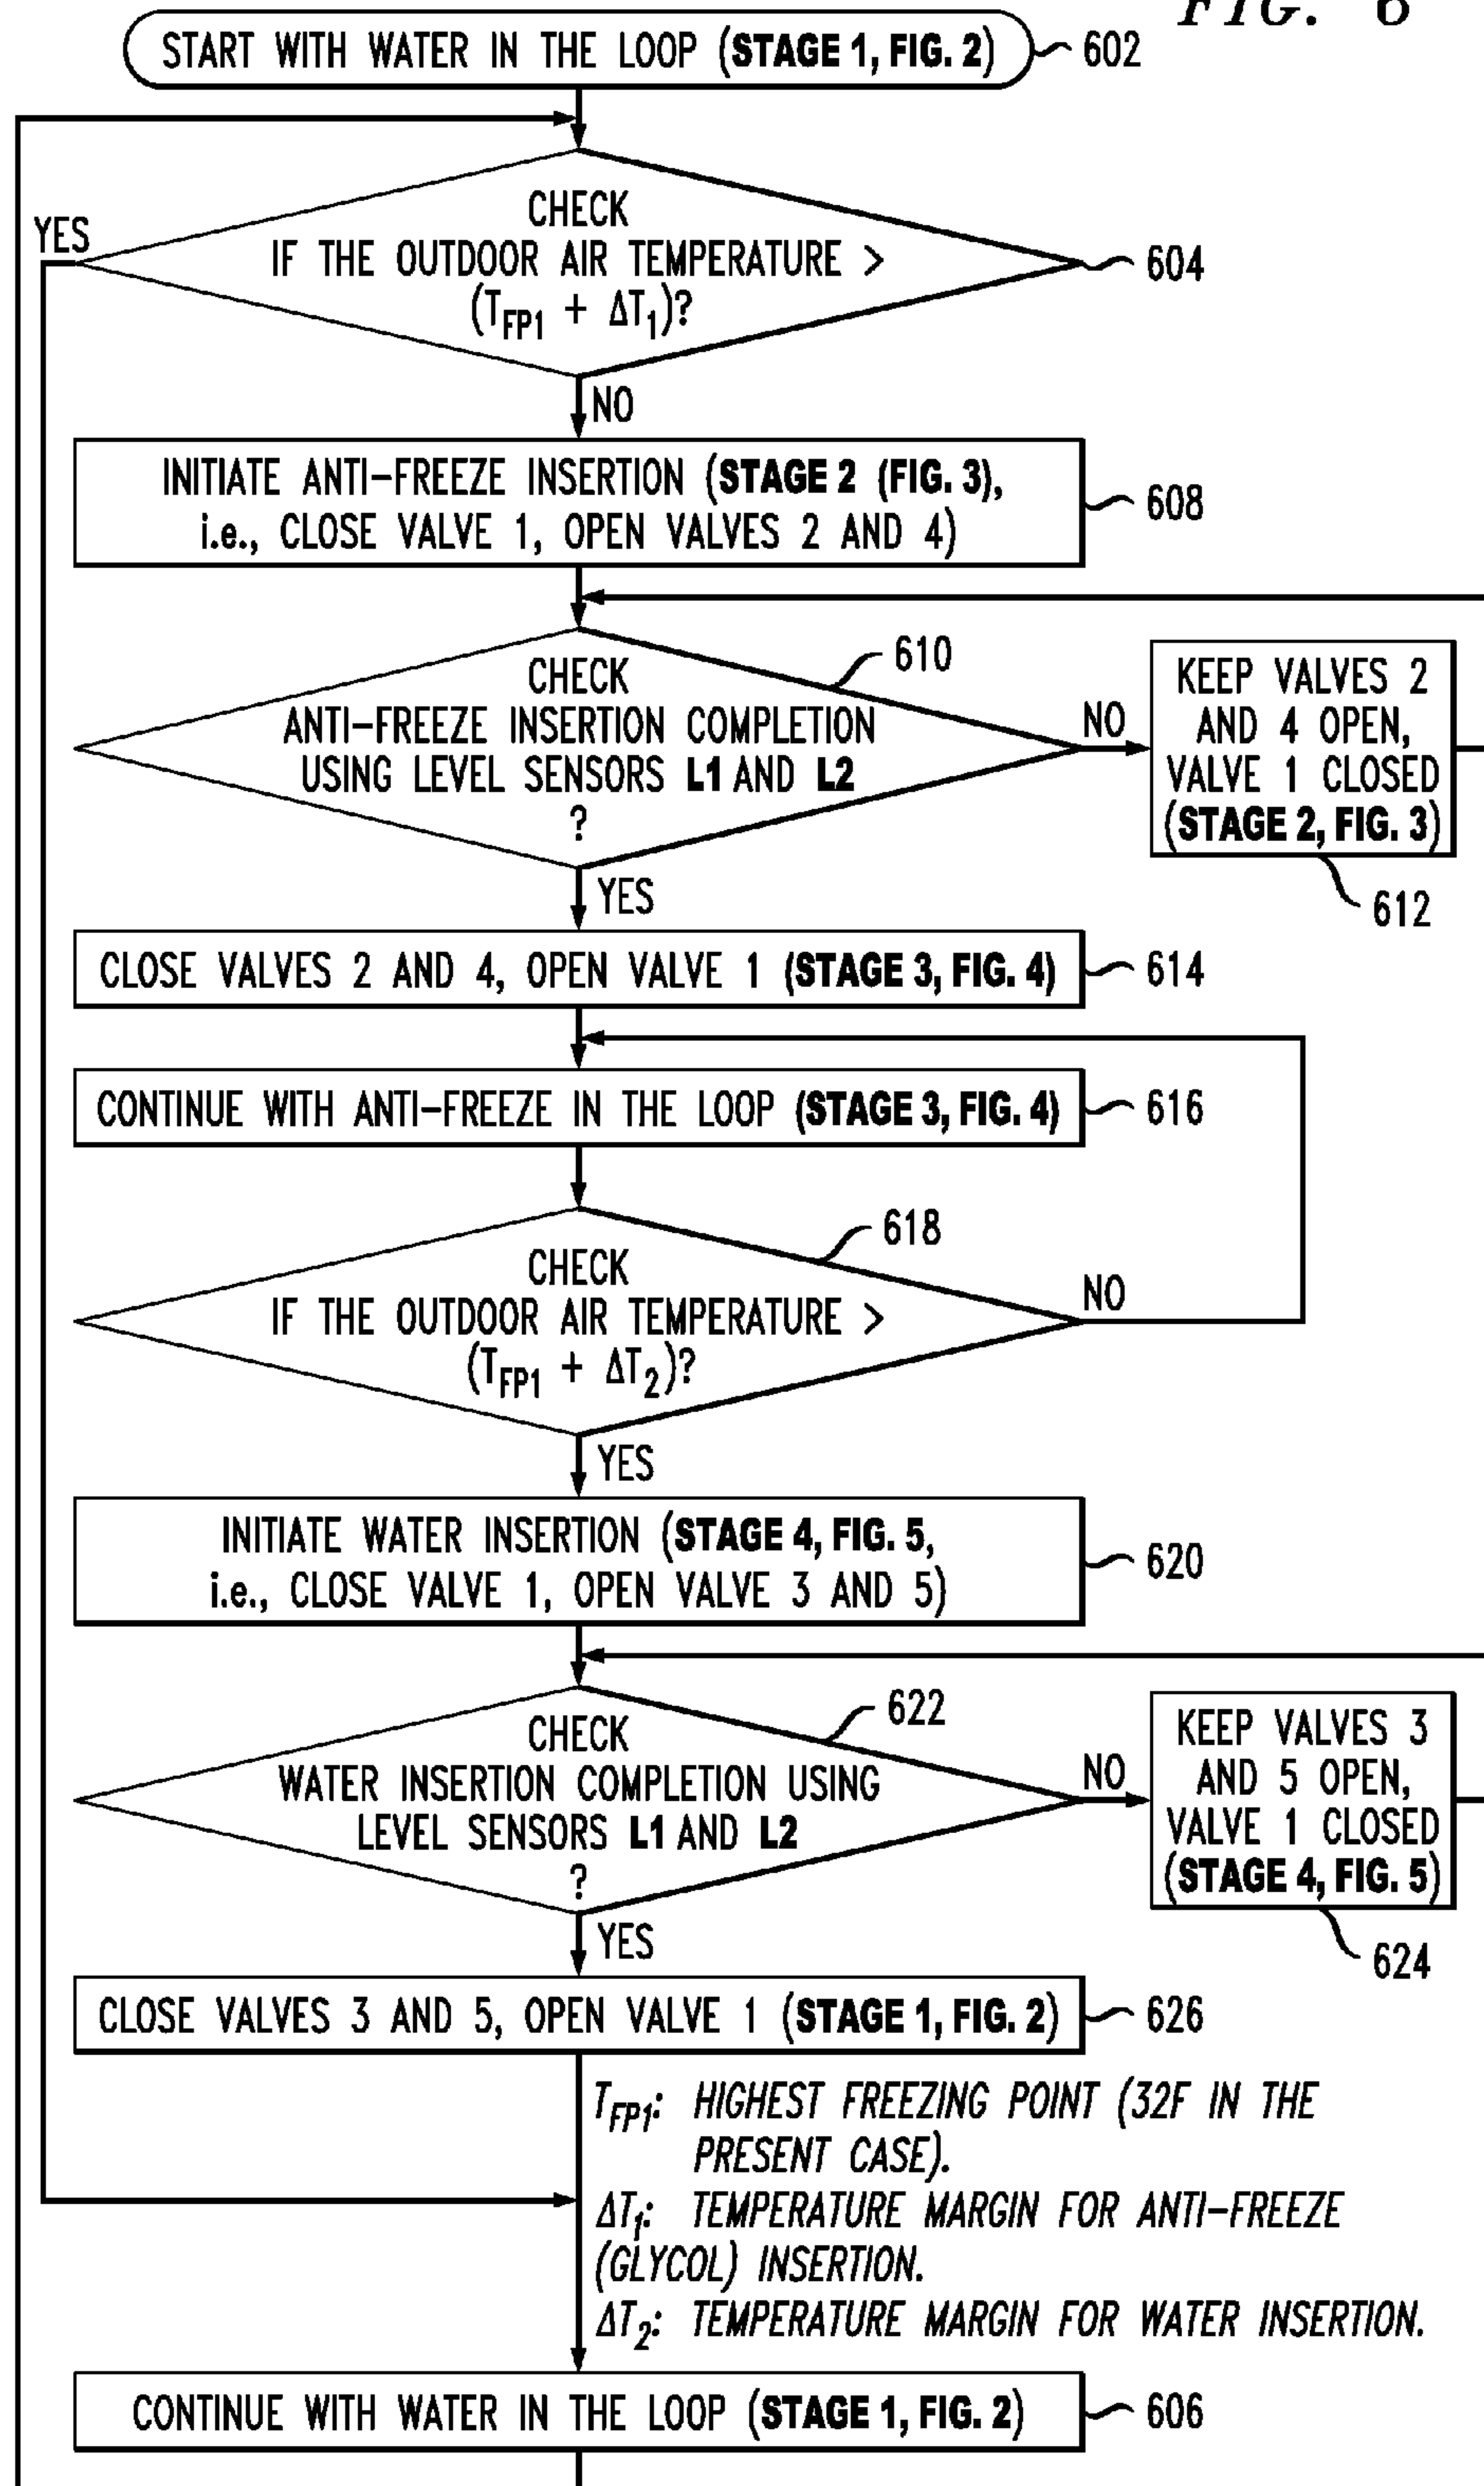 FIG. 6
START WITH WATER IN THE LOOP (STAGE 1, FIG. 2)
602
CHECK
IF THE OUTDOOR AIR TEMPERATURE >
(TFP1 + ΔT1)?
YES
604
NO
INITIATE ANTI-FREEZE INSERTION (STAGE 2 (FIG. 3),
i.e., CLOSE VALVE 1, OPEN VALVES 2 AND 4)
608
CHECK
ANTI-FREEZE INSERTION COMPLETION
USING LEVEL SENSORS L1 AND L2
?
610
NO
KEEP VALVES 2
AND 4 OPEN,
VALVE 1 CLOSED
(STAGE 2, FIG. 3)
612
YES
CLOSE VALVES 2 AND 4, OPEN VALVE 1 (STAGE 3, FIG. 4)
614
CONTINUE WITH ANTI-FREEZE IN THE LOOP (STAGE 3, FIG. 4)
616
CHECK
IF THE OUTDOOR AIR TEMPERATURE >
(TFP1 + ΔT2)?
618
NO
YES
INITIATE WATER INSERTION (STAGE 4, FIG. 5,
i.e., CLOSE VALVE 1, OPEN VALVE 3 AND 5)
620
CHECK
WATER INSERTION COMPLETION USING
LEVEL SENSORS L1 AND L2
?
622
NO
KEEP VALVES 3
AND 5 OPEN,
VALVE 1 CLOSED
(STAGE 4, FIG. 5)
624
YES
CLOSE VALVES 3 AND 5, OPEN VALVE 1 (STAGE 1, FIG. 2)
626
TFP1: HIGHEST FREEZING POINT (32F IN THE
PRESENT CASE).
ΔT1: TEMPERATURE MARGIN FOR ANTI-FREEZE
(GLYCOL) INSERTION.
ΔT2: TEMPERATURE MARGIN FOR WATER INSERTION.
CONTINUE WITH WATER IN THE LOOP (STAGE 1, FIG. 2)
606